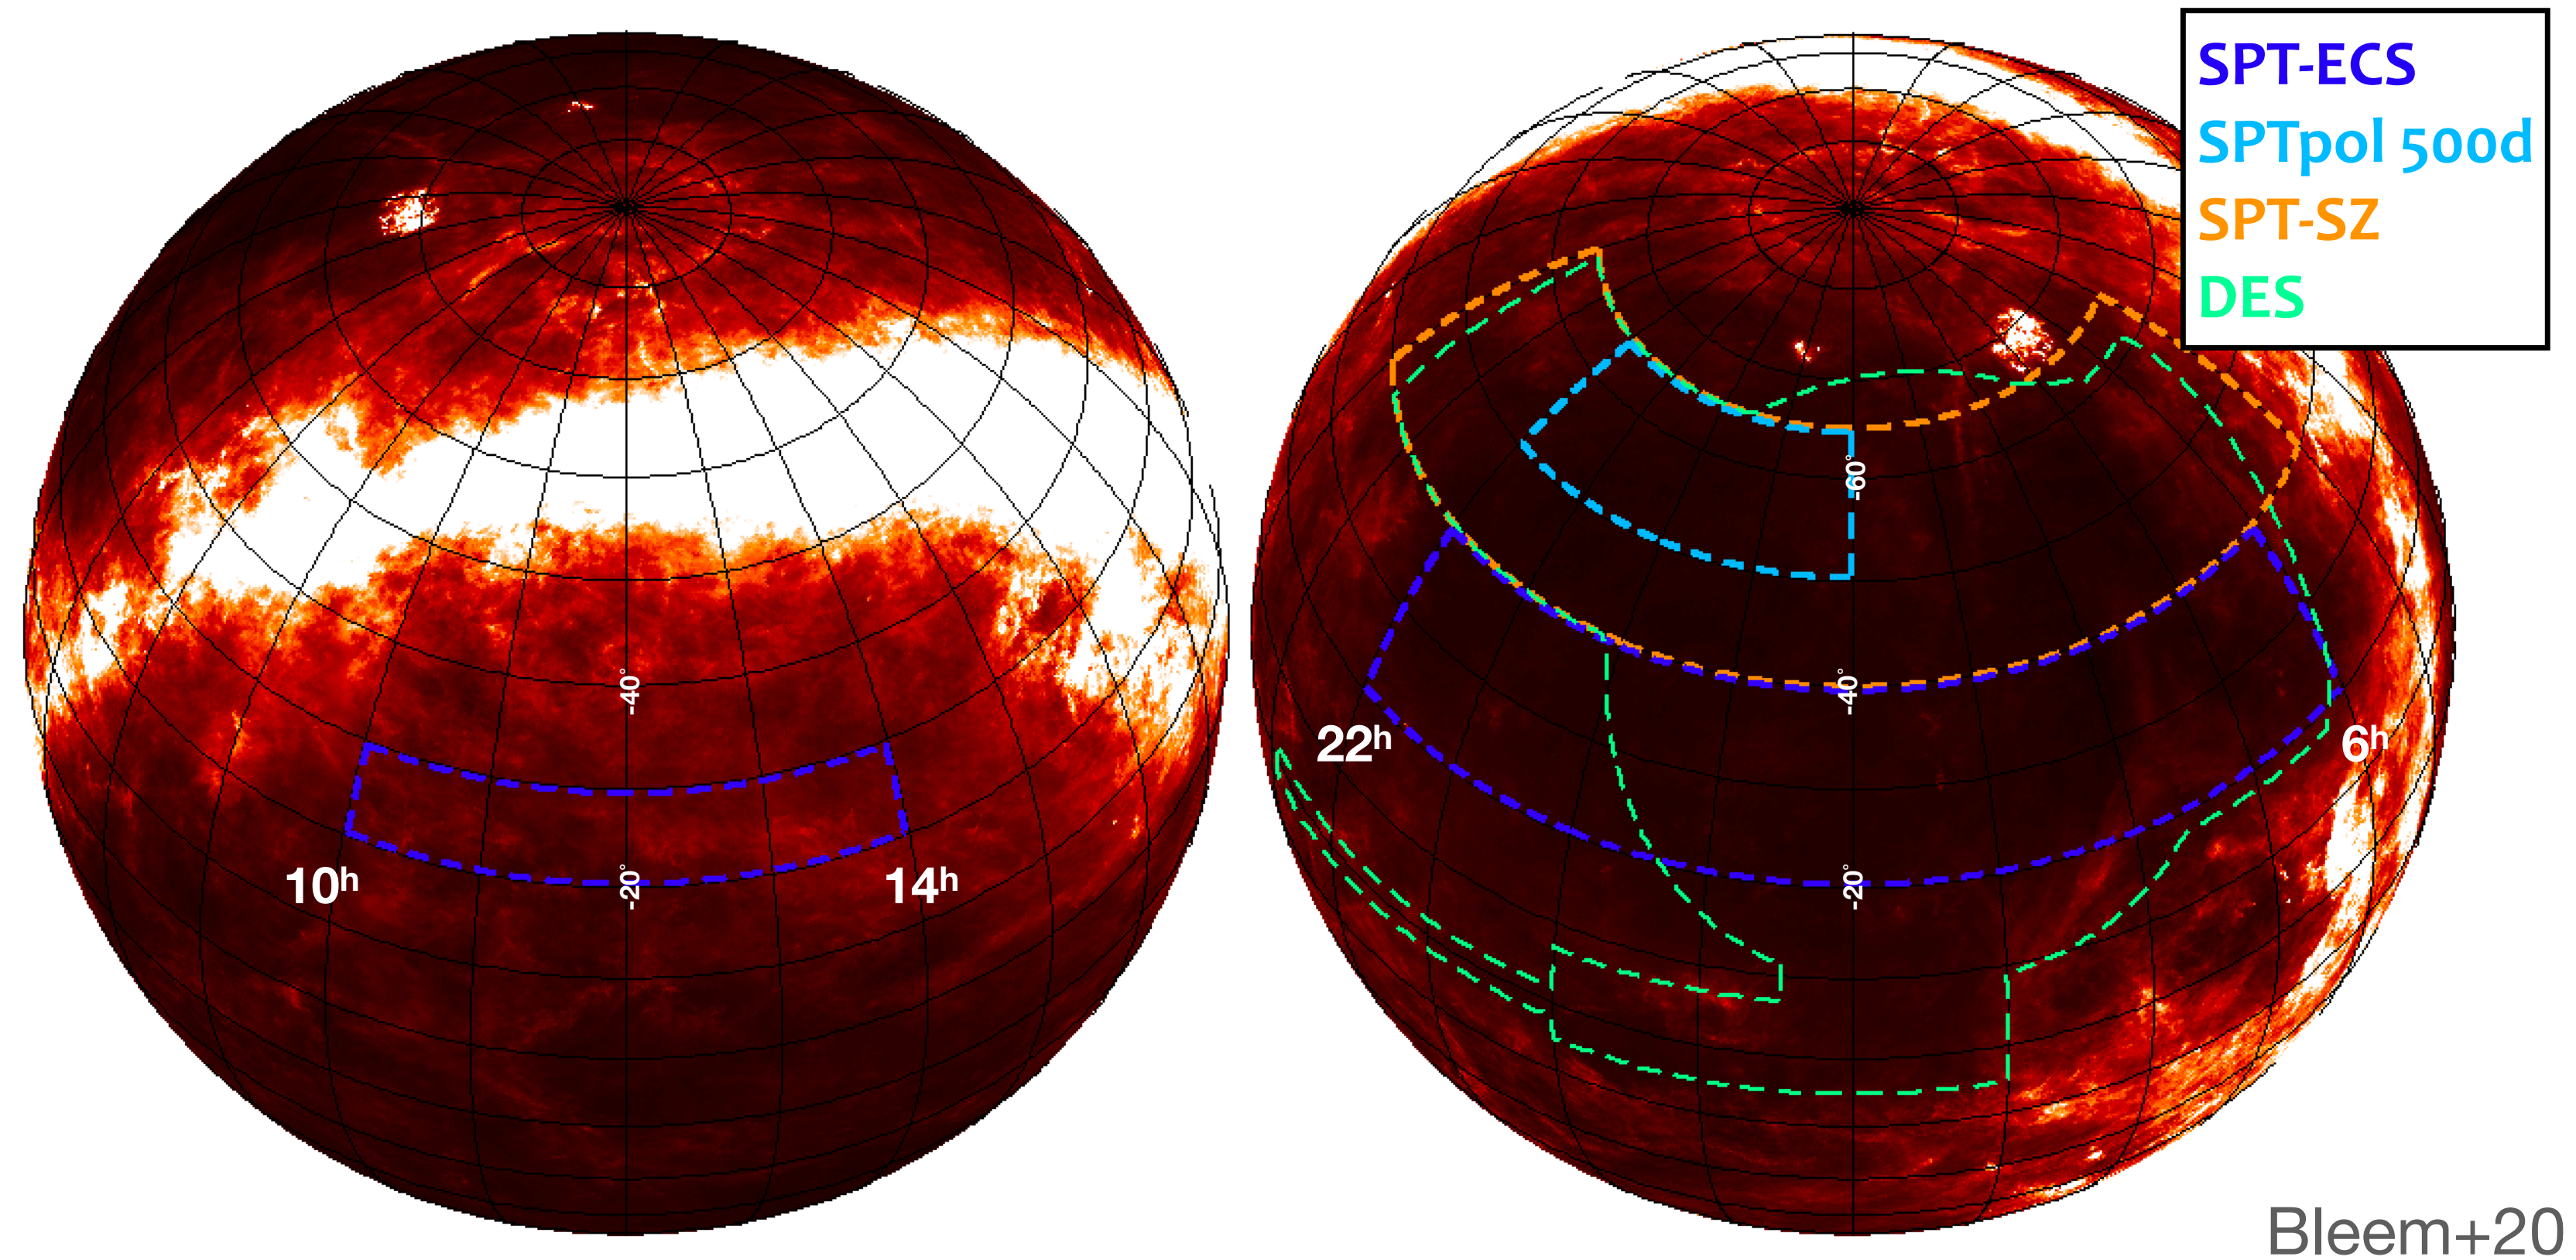 SPT-ECS
SPTpol 500d
SPT-SZ
DES
-60°
-40°
-40°
22ʰ
6ʰ
10ʰ
-20°
14ʰ
-20°
Bleem+20